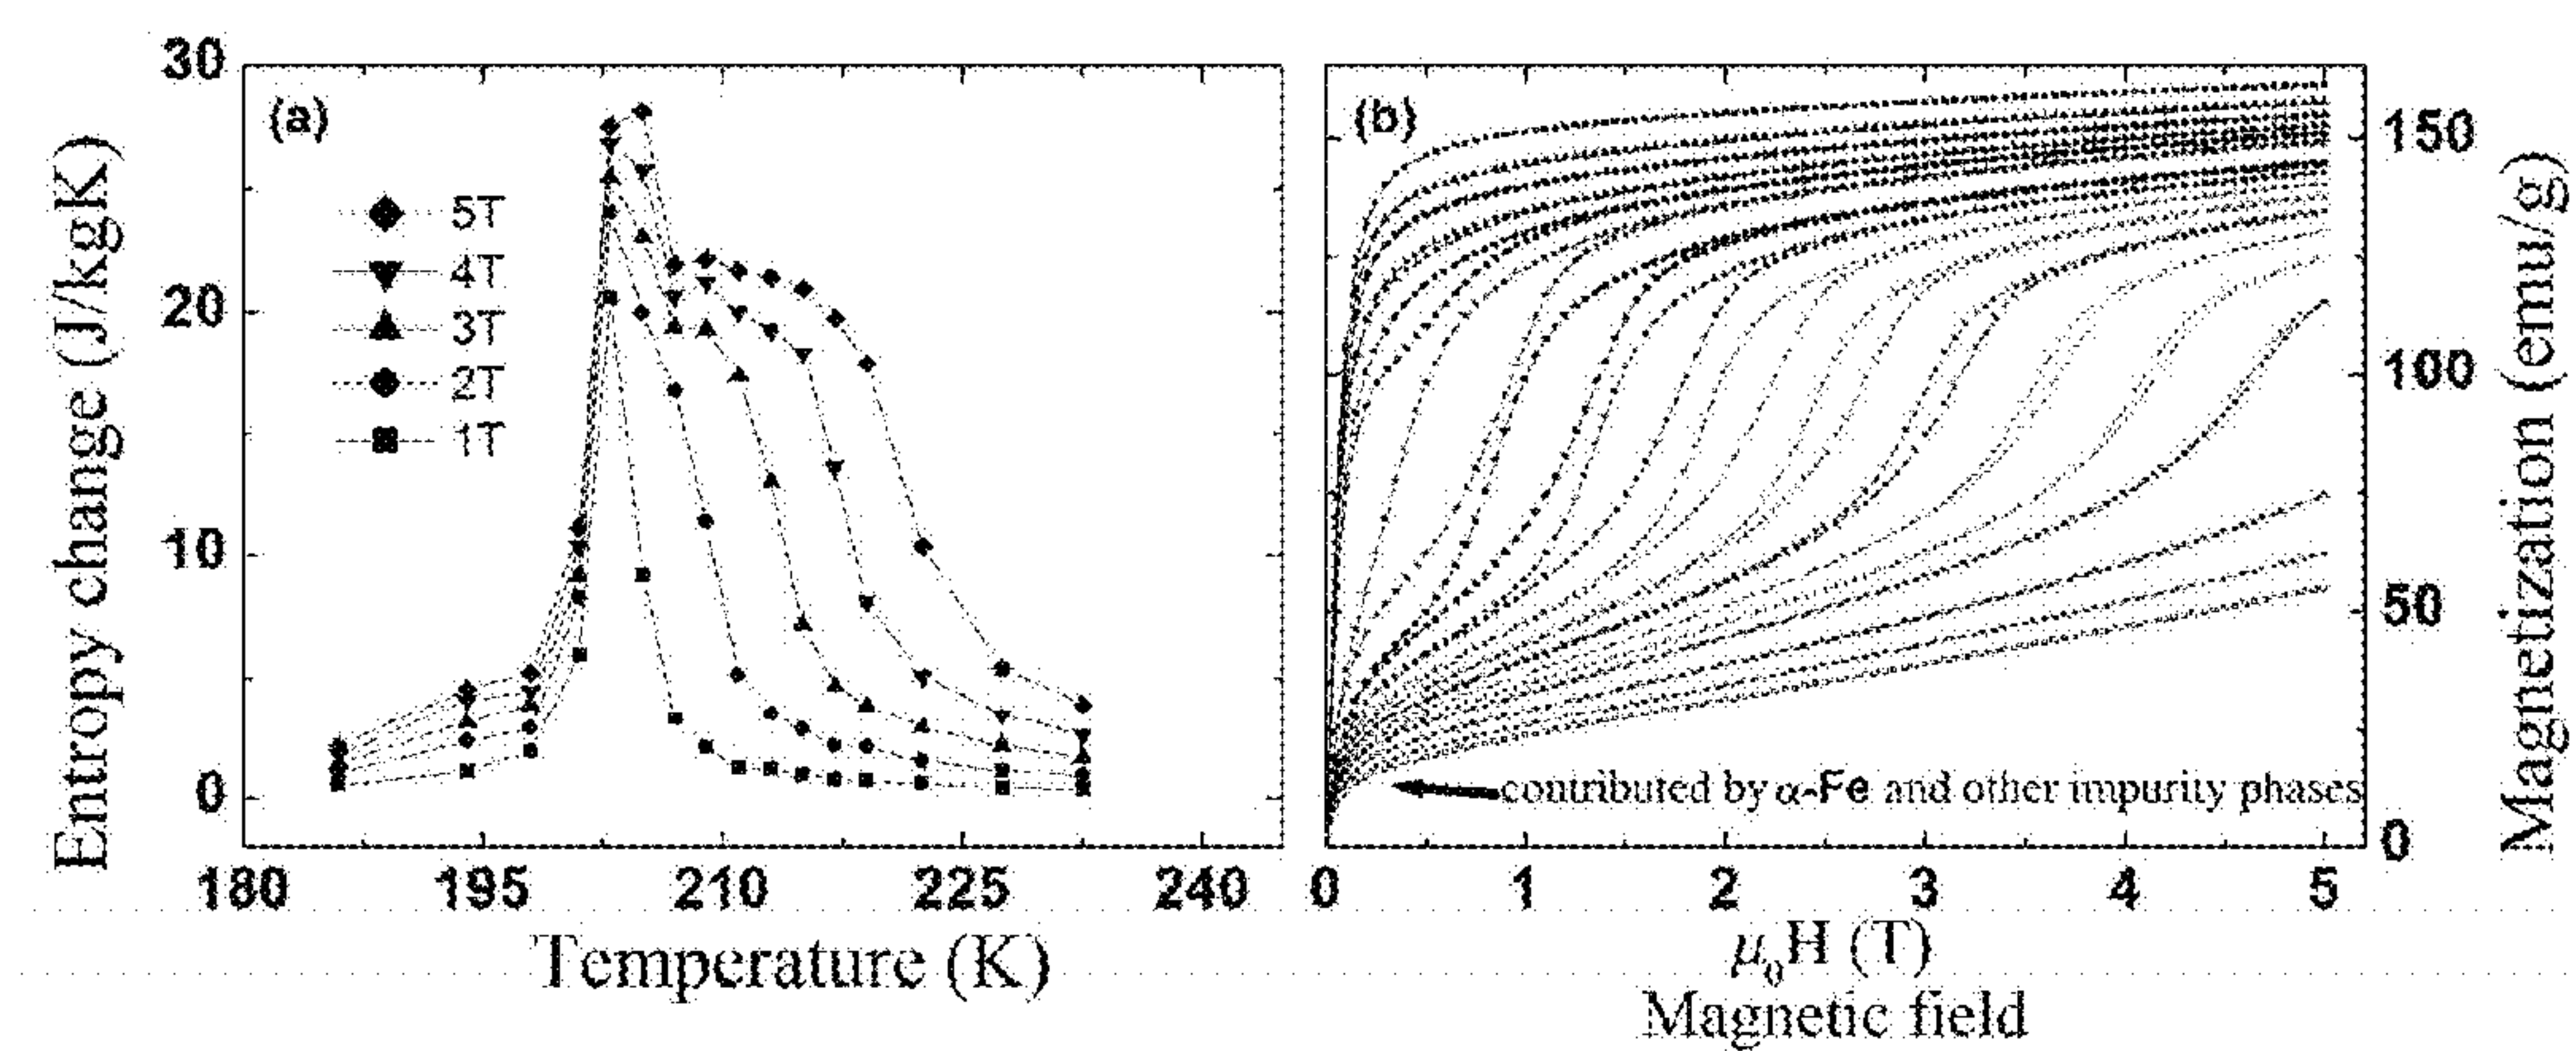 Entropy change (J/kgK)
30
20
10
0
(a)
5T
4T
3T
2T
1T
180 195 210 225 240
Temperature (K)
(b)
contributed by α-Fe and other impurity phases
0 1 2 3 4 5
μ₀H (T)
Magnetic field
150
100
50
0
Magnetization (emu/g)